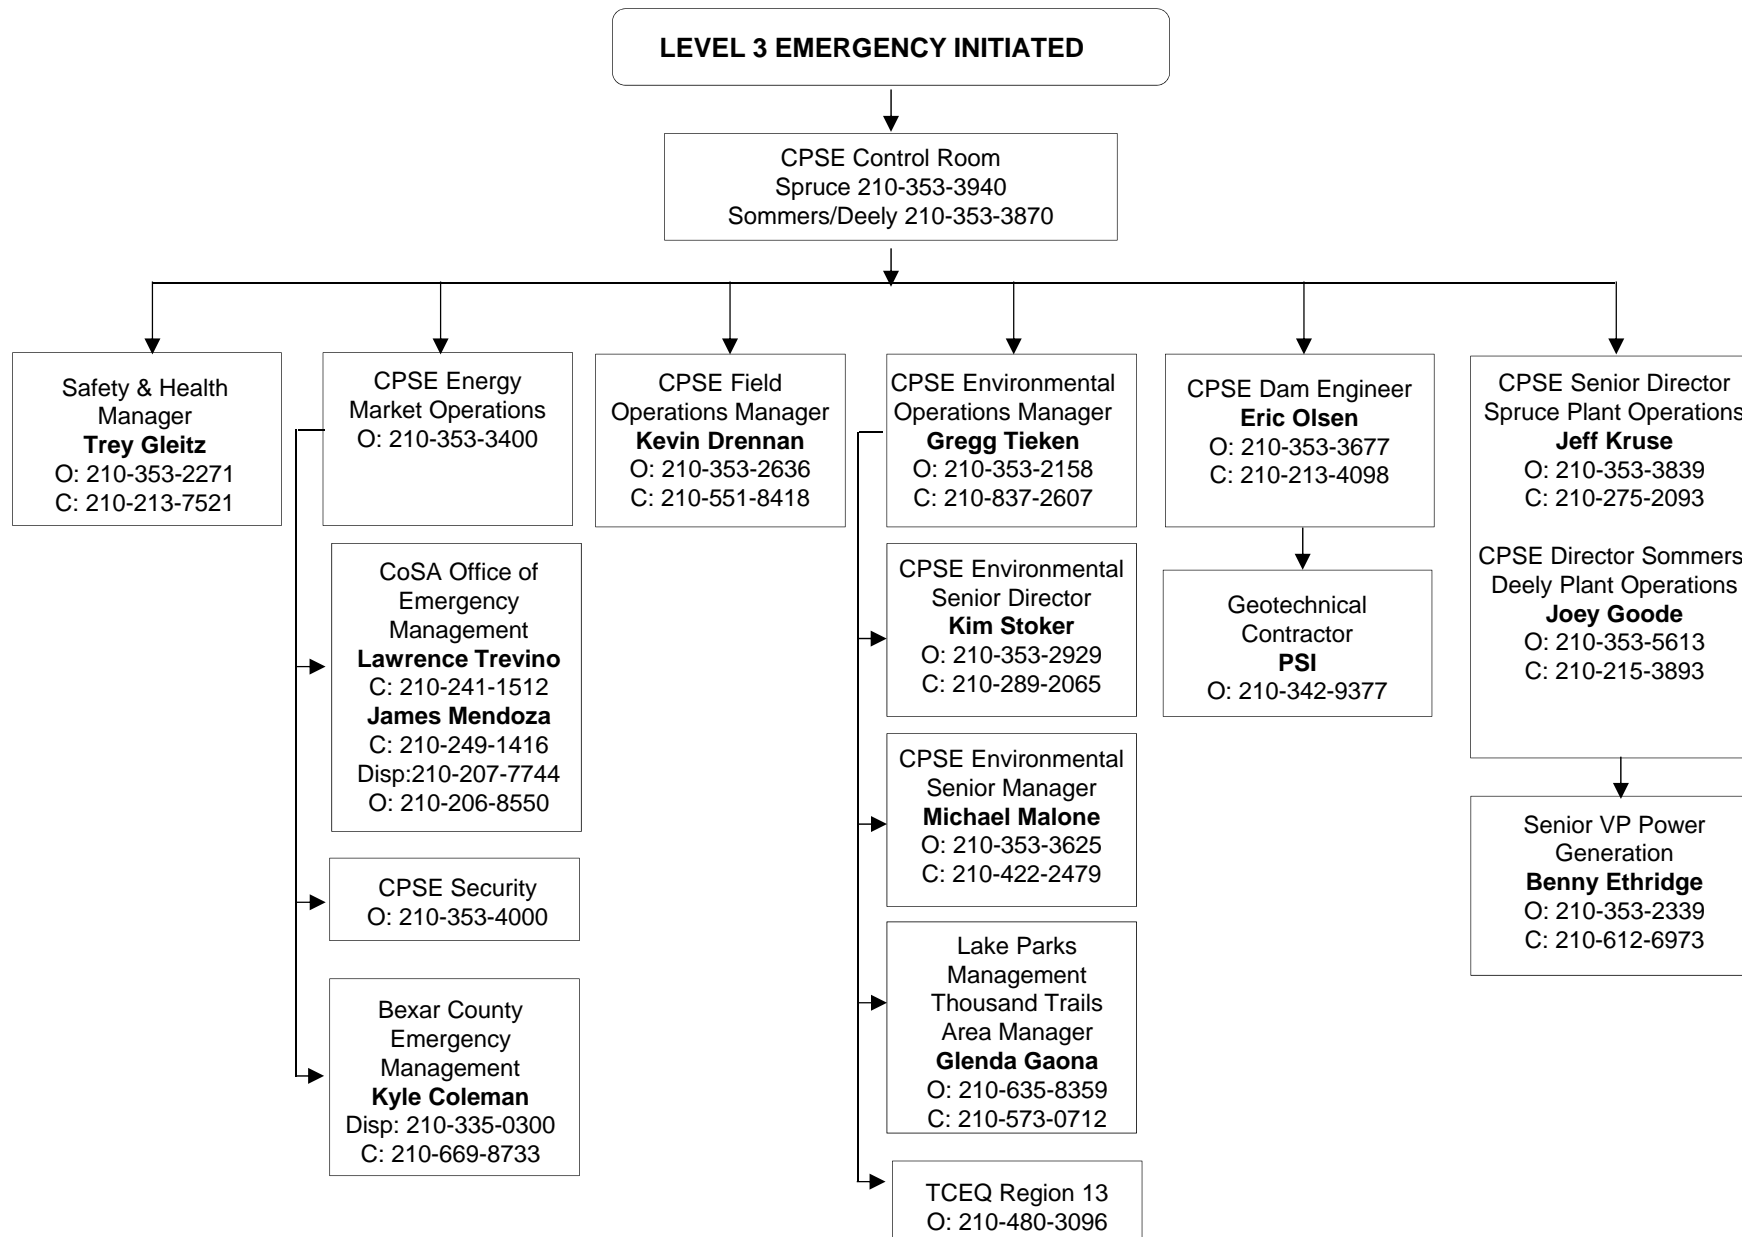 LEVEL 3 EMERGENCY INITIATED
CPSE Control Room
Spruce 210-353-3940
Sommers/Deely 210-353-3870
Safety & Health
Manager
Trey Gleitz
O: 210-353-2271
C: 210-213-7521
CPSE Energy
Market Operations
O: 210-353-3400
CoSA Office of
Emergency
Management
Lawrence Trevino
C: 210-241-1512
James Mendoza
C: 210-249-1416
Disp:210-207-7744
O: 210-206-8550
CPSE Security
O: 210-353-4000
Bexar County
Emergency
Management
Kyle Coleman
Disp: 210-335-0300
C: 210-669-8733
CPSE Field
Operations Manager
Kevin Drennan
O: 210-353-2636
C: 210-551-8418
CPSE Environmental
Operations Manager
Gregg Tieken
O: 210-353-2158
C: 210-837-2607
CPSE Environmental
Senior Director
Kim Stoker
O: 210-353-2929
C: 210-289-2065
CPSE Environmental
Senior Manager
Michael Malone
O: 210-353-3625
C: 210-422-2479
Lake Parks
Management
Thousand Trails
Area Manager
Glenda Gaona
O: 210-635-8359
C: 210-573-0712
TCEQ Region 13
O: 210-480-3096
CPSE Dam Engineer
Eric Olsen
O: 210-353-3677
C: 210-213-4098
Geotechnical
Contractor
PSI
O: 210-342-9377
CPSE Senior Director
Spruce Plant Operations
Jeff Kruse
O: 210-353-3839
C: 210-275-2093
CPSE Director Sommers
Deely Plant Operations
Joey Goode
O: 210-353-5613
C: 210-215-3893
Senior VP Power
Generation
Benny Ethridge
O: 210-353-2339
C: 210-612-6973